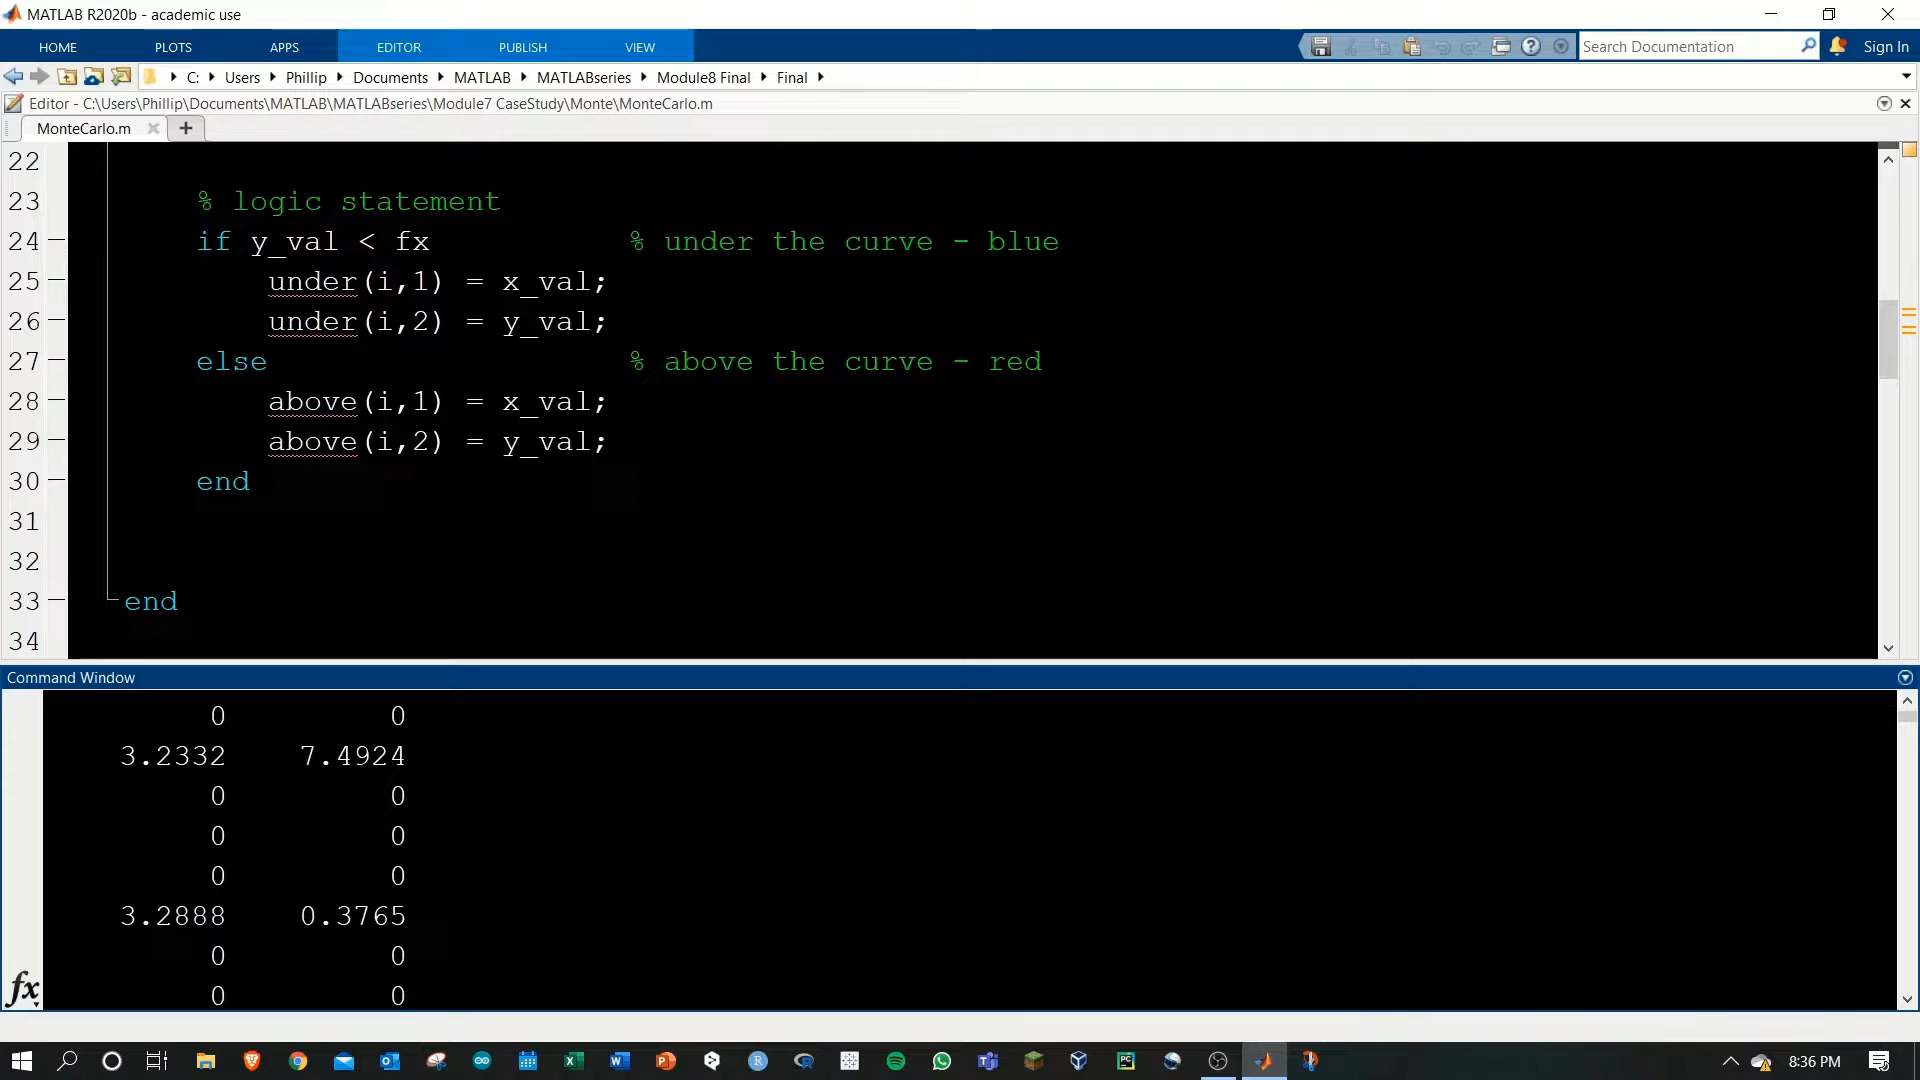 MATLAB R2020b - academic use
HOME PLOTS APPS EDITOR PUBLISH VIEW Search Documentation Sign In
C: Users Phillip Documents MATLAB MATLABseries Module8 Final Final
Editor - C:\Users\Phillip\Documents\MATLAB\MATLABseries\Module7 CaseStudy\Monte\MonteCarlo.m
MonteCarlo.m
22
23 % logic statement
24 if y_val < fx % under the curve - blue
25 under(i,1) = x_val;
26 under(i,2) = y_val;
27 else % above the curve - red
28 above(i,1) = x_val;
29 above(i,2) = y_val;
30 end
31
32
33 end
34
Command Window
0 0
3.2332 7.4924
0 0
0 0
0 0
3.2888 0.3765
0 0
0 0
fx
8:36 PM